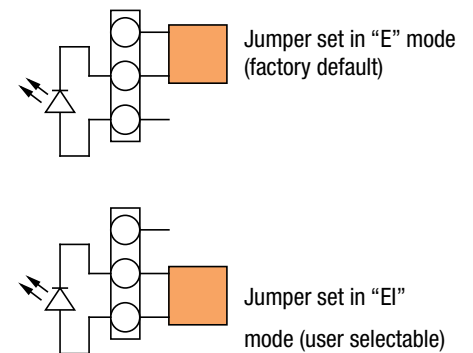 Jumper set in “E” mode
(factory default)
Jumper set in “EI”
mode (user selectable)